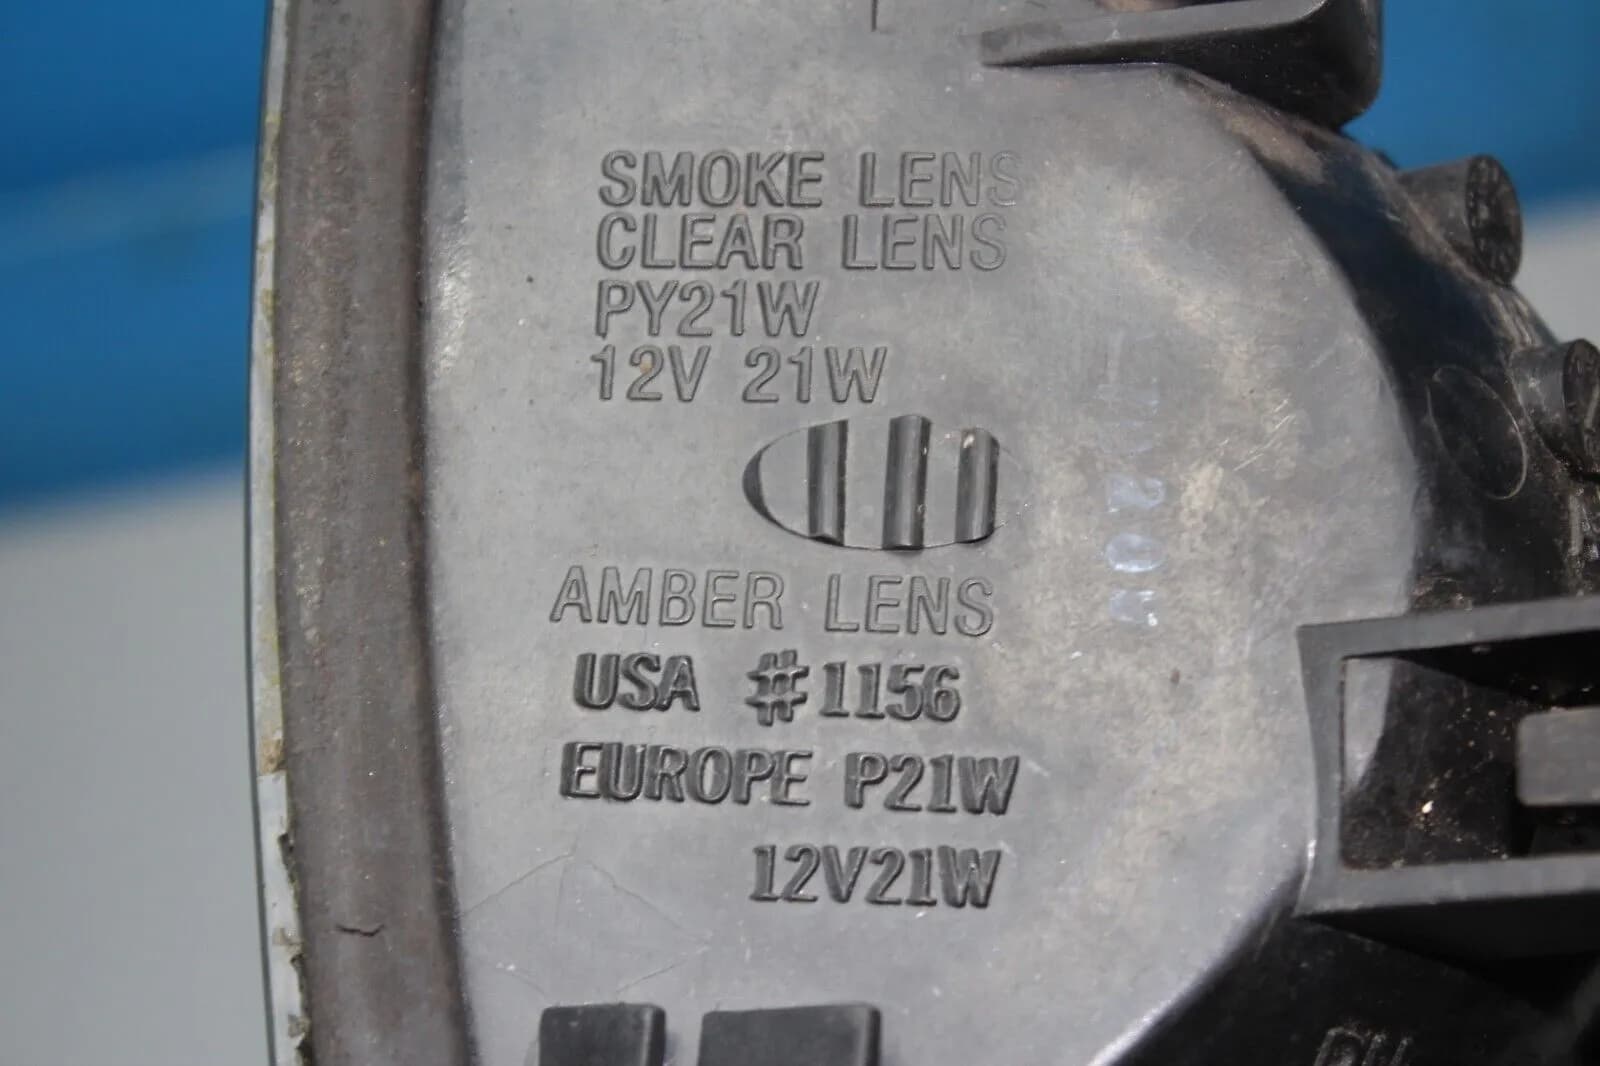 SMOKE LENS
CLEAR LENS
PY21W
12V 21W
AMBER LENS
USA #1156
EUROPE P21W
12V21W